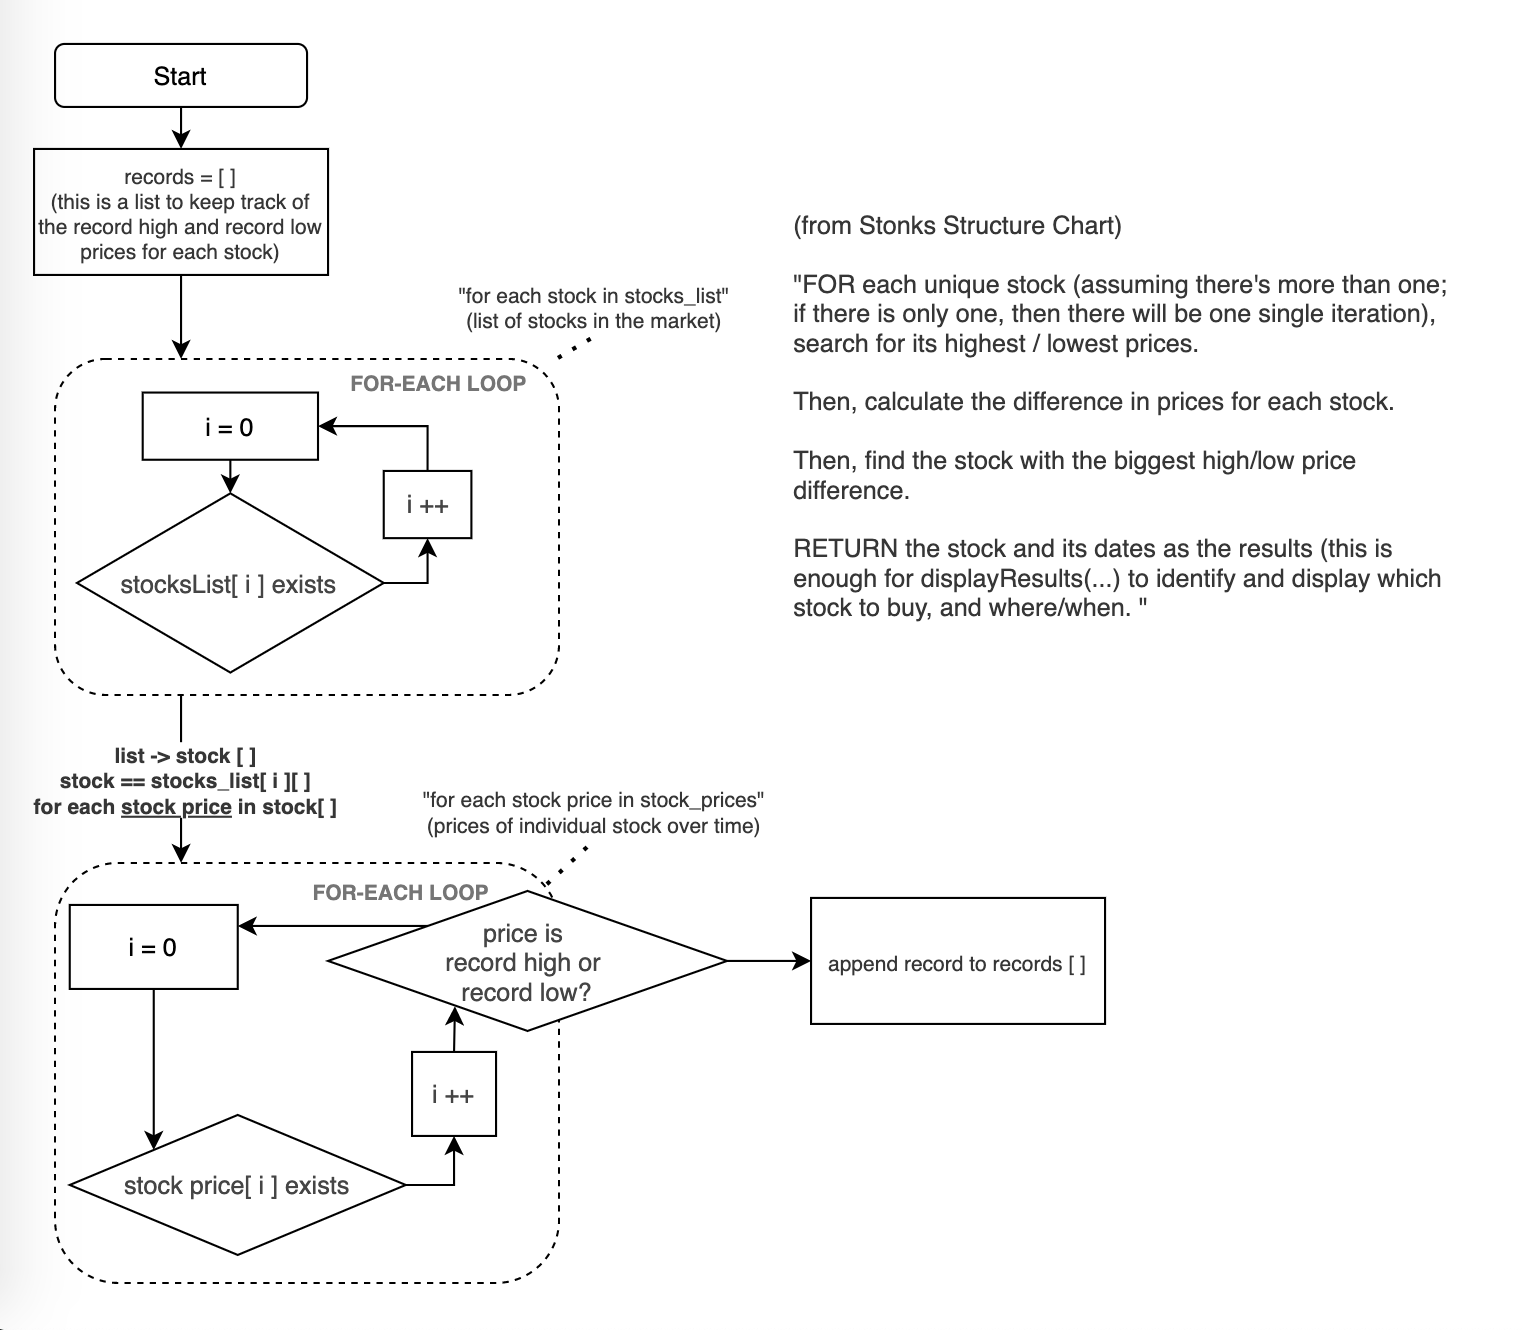 Start
records = [ ]
(this is a list to keep track of
the record high and record low
prices for each stock)
"for each stock in stocks_list"
(list of stocks in the market)
FOR-EACH LOOP
i = 0
i ++
stocksList[ i ] exists
(from Stonks Structure Chart)
"FOR each unique stock (assuming there's more than one;
if there is only one, then there will be one single iteration),
search for its highest / lowest prices.
Then, calculate the difference in prices for each stock.
Then, find the stock with the biggest high/low price
difference.
RETURN the stock and its dates as the results (this is
enough for displayResults(...) to identify and display which
stock to buy, and where/when. "
list -> stock [ ]
stock == stocks_list[ i ][ ]
for each stock price in stock[ ]
"for each stock price in stock_prices"
(prices of individual stock over time)
FOR-EACH LOOP
i = 0
price is
record high or
record low?
append record to records [ ]
i ++
stock price[ i ] exists